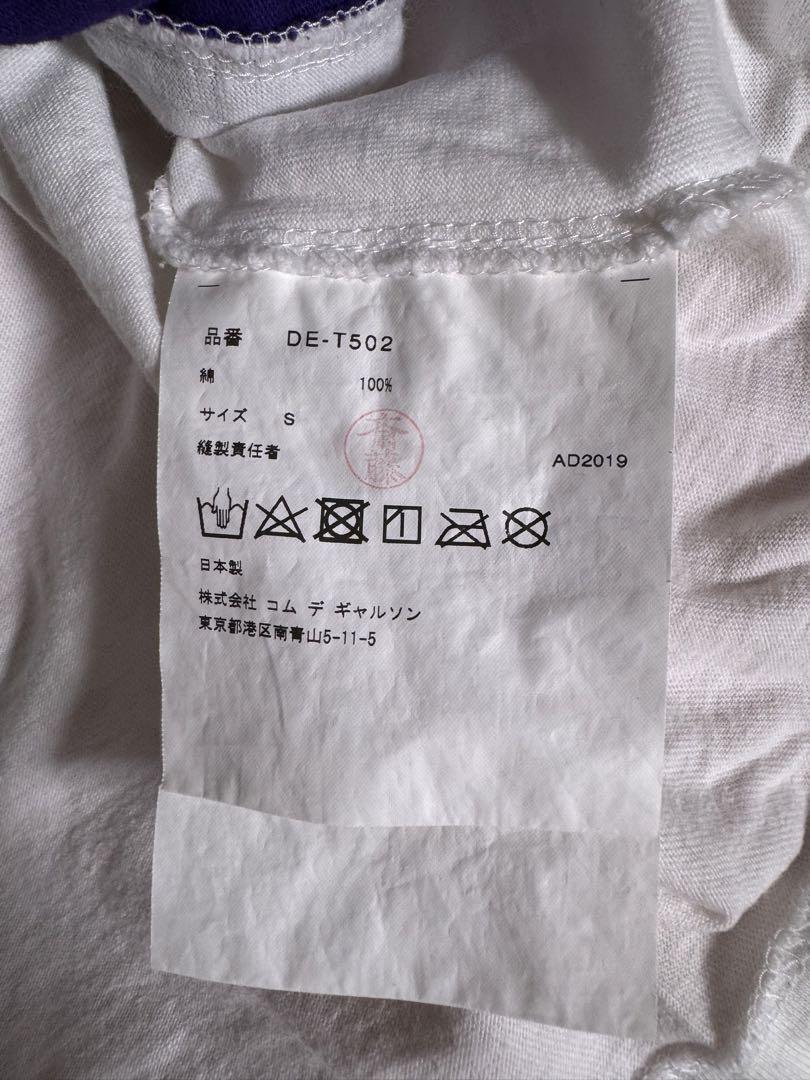 品番 DE-T502
綿 100%
サイズ S
縫製責任者
斎藤
AD2019
日本製
株式会社 コム デ ギャルソン
東京都港区南青山5-11-5